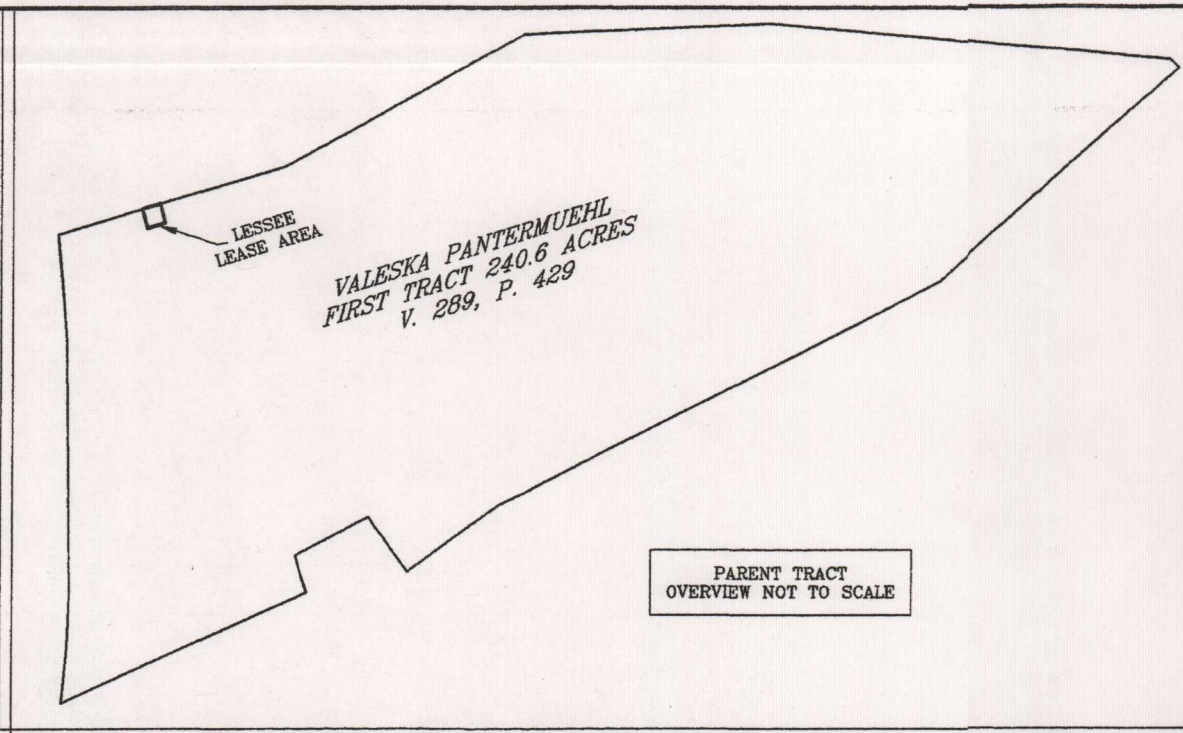 LESSEE
LEASE AREA
VALESKA PANTERMUEHL
FIRST TRACT 240.6 ACRES
V. 289, P. 429
PARENT TRACT
OVERVIEW NOT TO SCALE